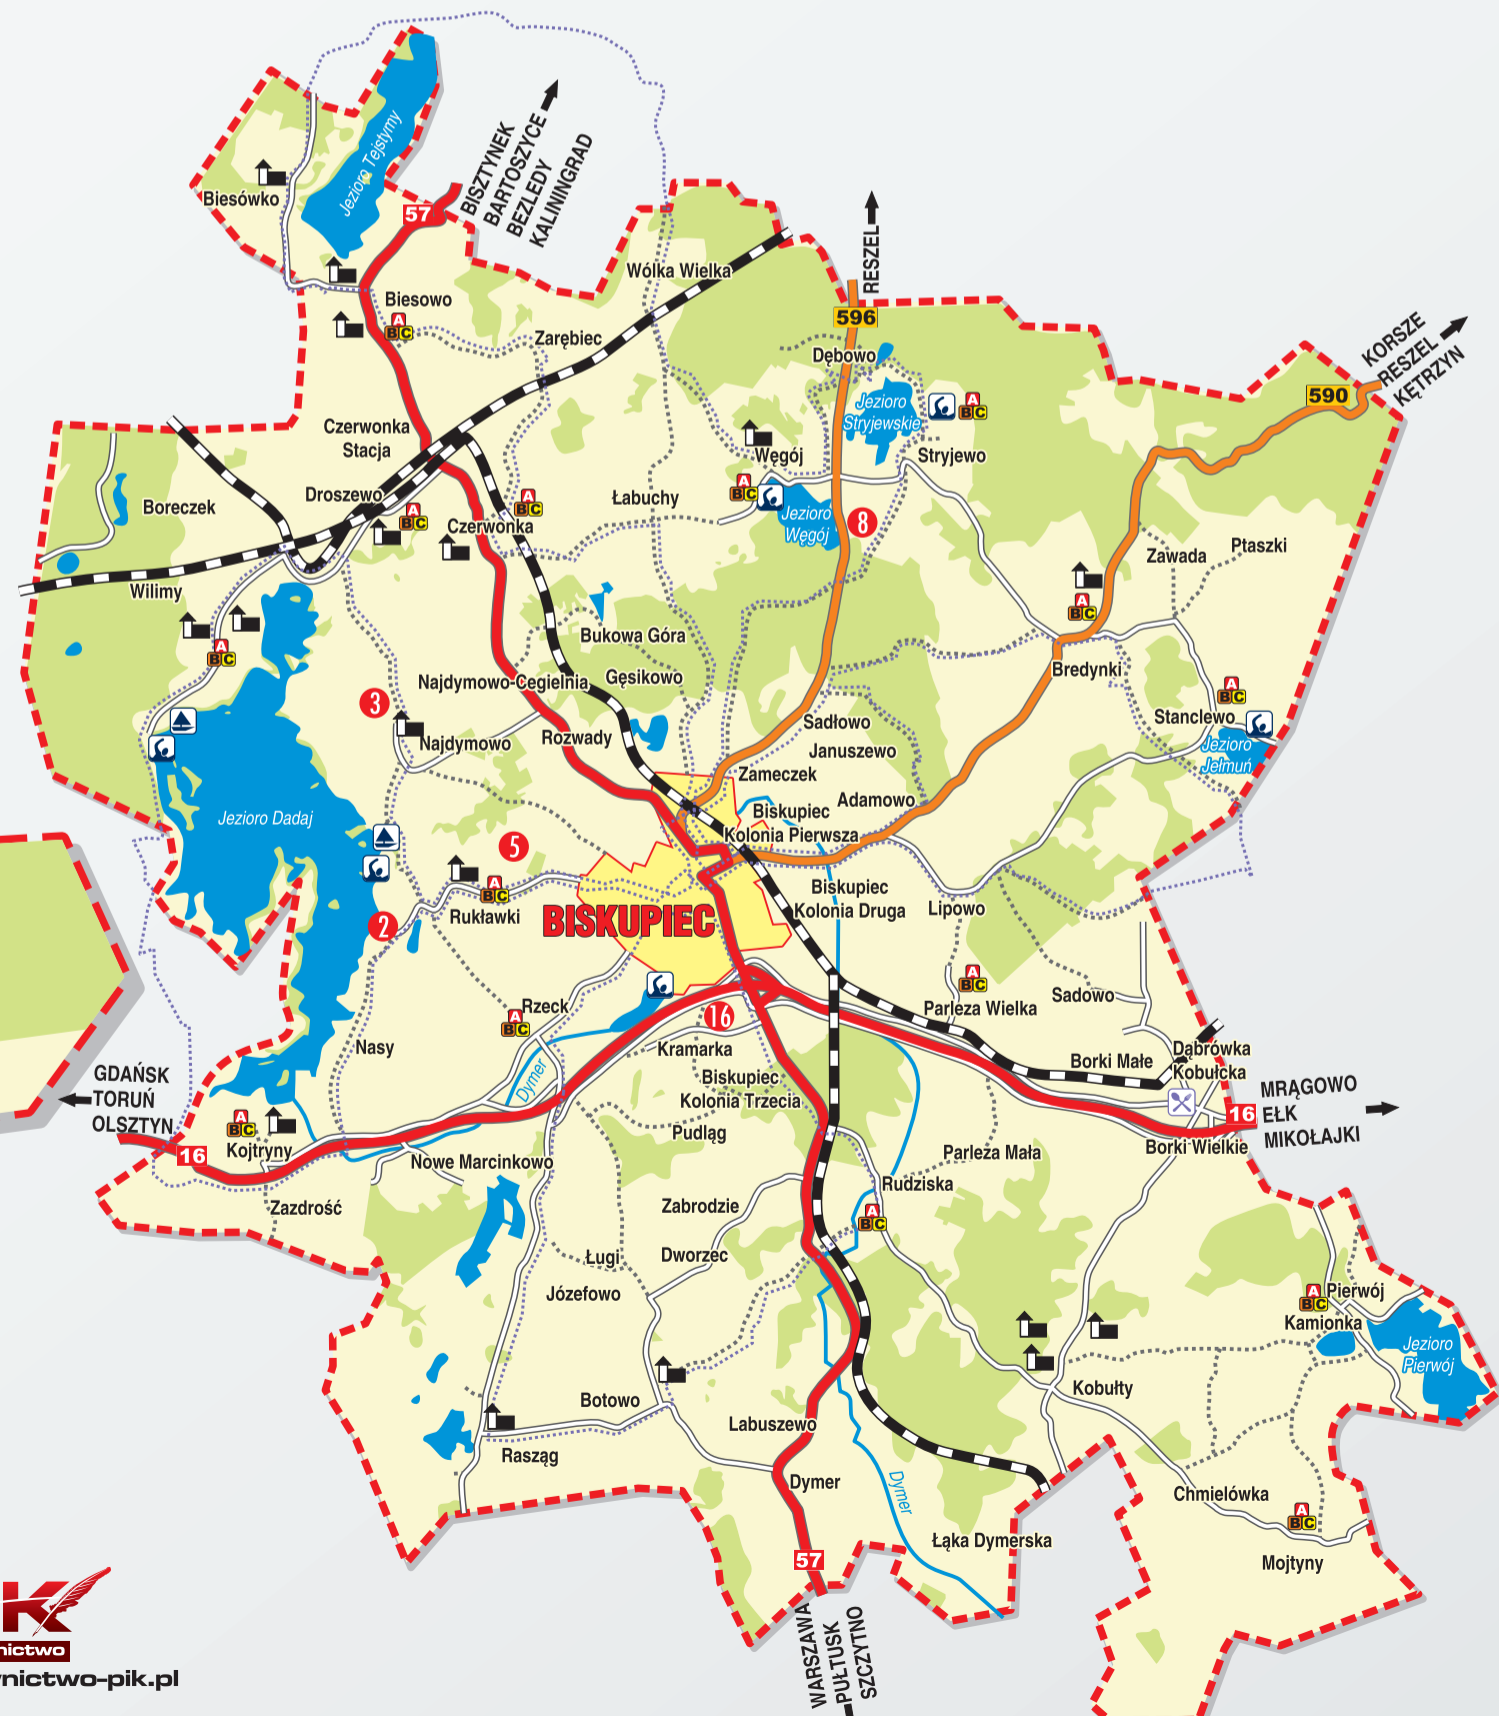 BISZTYNEK
BARTOSZYCE
BEZLEDY
KALININGRAD
Jezioro Tejstymy
Biesówko
57
RESZEL
Wólka Wielka
Biesowo
A
B C
596
Zarębiec
Dębowo
KORSZE
RESZEL
KĘTRZYN
590
Jezioro
Stryjewskie
A
B C
Czerwonka
Stacja
Węgój
Stryjewo
A
B C
Droszewo
Boreczek
Łabuchy
A
B C
A
B C
Czerwonka
Jezioro
Węgój
8
Zawada
Ptaszki
Wilimy
A
B C
Bukowa Góra
A
B C
Bredynki
Najdymowo-Cegielnia
Gęsikowo
A
B C
3
Stanclewo
Sadłowo
Najdymowo
Rozwady
Januszewo
Jezioro
Jełmuń
Zameczek
Jezioro Dadaj
Adamowo
Biskupiec
Kolonia Pierwsza
5
A
B C
Rukławki
Biskupiec
Kolonia Druga
Lipowo
BISKUPIEC
2
A
B C
Sadowo
Parleza Wielka
Rzeck
A
B C
16
Nasy
Kramarka
Borki Małe
Dąbrówka
Kobułcka
GDAŃSK
TORUŃ
OLSZTYN
Dymer
Biskupiec
Kolonia Trzecia
MRĄGOWO
EŁK
MIKOŁAJKI
16
A
B C
Kojtryny
16
Pudląg
Borki Wielkie
Nowe Marcinkowo
Parleza Mała
Rudziska
Zazdrość
Zabrodzie
A
B C
Ługi
Dworzec
Józefowo
A
B C
Pierwój
Kamionka
Jezioro
Pierwój
Kobułty
Botowo
Labuszewo
Rasząg
Dymer
Dymer
Chmielówka
A
B C
Łąka Dymerska
Mojtyny
57
WARSZAWA
PUŁTUSK
SZCZYTNO
K
nictwo
nictwo-pik.pl